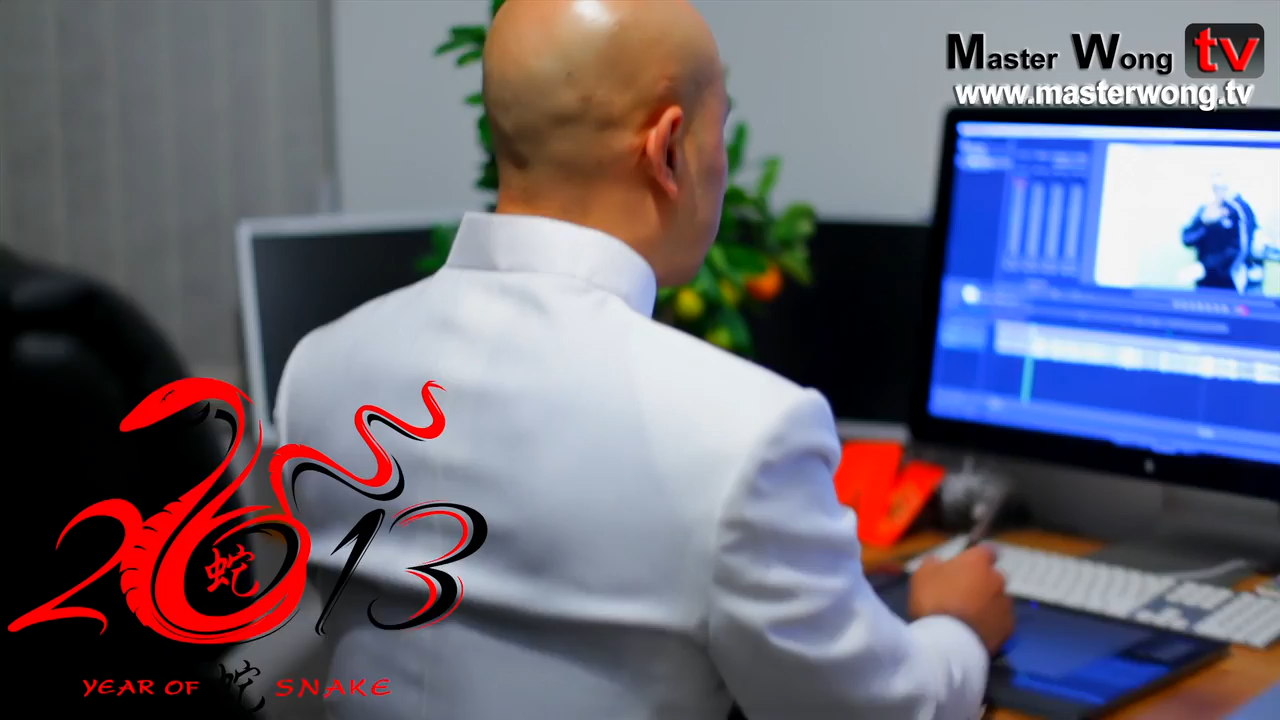 Master Wong tv
www.masterwong.tv
2013
蛇
YEAR OF 蛇 SNAKE